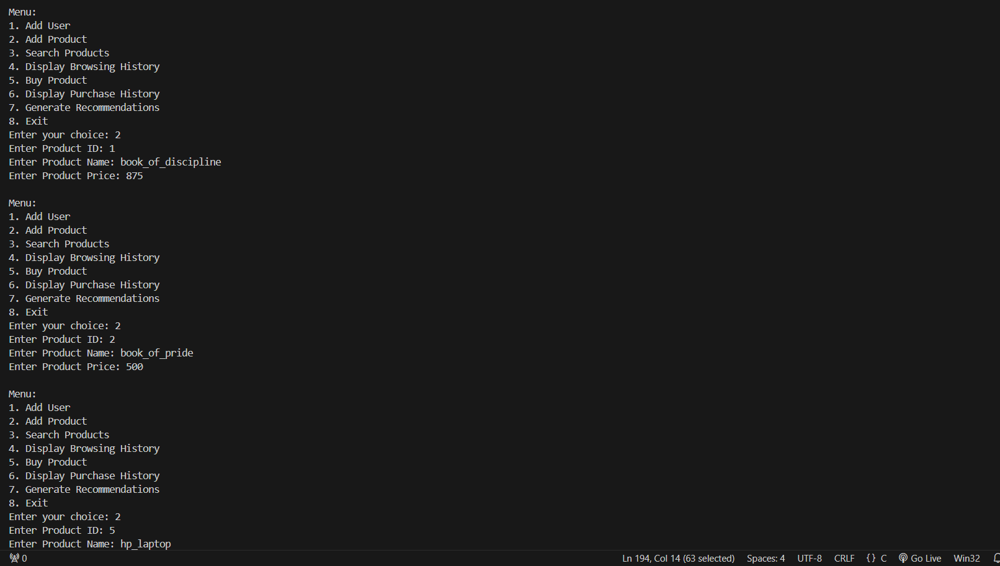 Menu:
1. Add User
2. Add Product
3. Search Products
4. Display Browsing History
5. Buy Product
6. Display Purchase History
7. Generate Recommendations
8. Exit
Enter your choice: 2
Enter Product ID: 1
Enter Product Name: book_of_discipline
Enter Product Price: 875
Menu:
1. Add User
2. Add Product
3. Search Products
4. Display Browsing History
5. Buy Product
6. Display Purchase History
7. Generate Recommendations
8. Exit
Enter your choice: 2
Enter Product ID: 2
Enter Product Name: book_of_pride
Enter Product Price: 500
Menu:
1. Add User
2. Add Product
3. Search Products
4. Display Browsing History
5. Buy Product
6. Display Purchase History
7. Generate Recommendations
8. Exit
Enter your choice: 2
Enter Product ID: 5
Enter Product Name: hp_laptop
0 Ln 194, Col 14 (63 selected) Spaces: 4 UTF-8 CRLF {} C Go Live Win32